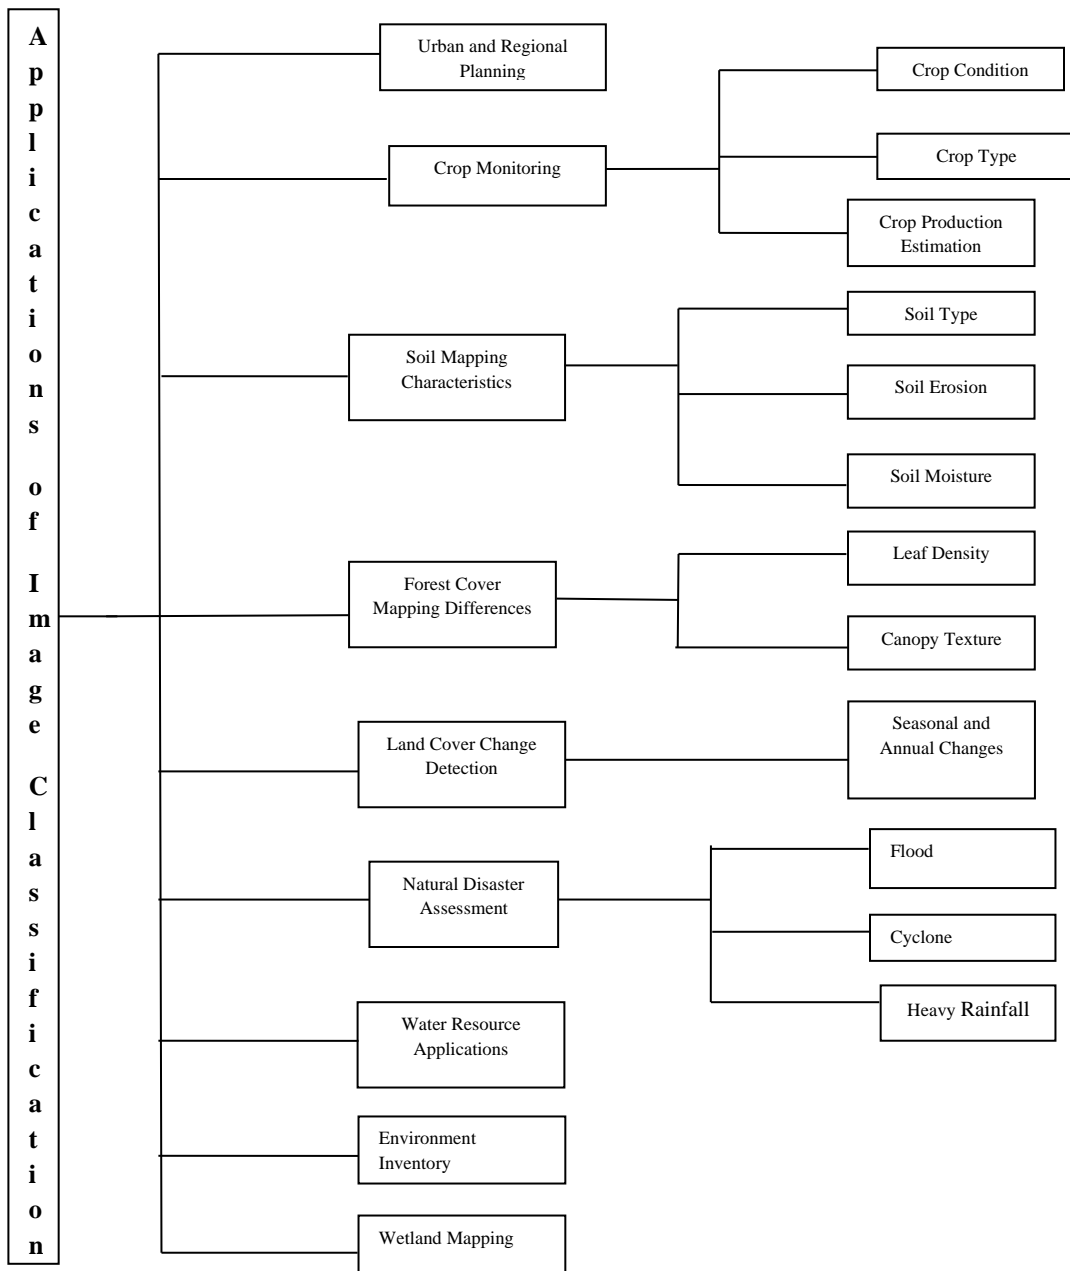 Applications of Image Classification
Urban and Regional
Planning
Crop Monitoring
Crop Condition
Crop Type
Crop Production
Estimation
Soil Mapping
Characteristics
Soil Type
Soil Erosion
Soil Moisture
Forest Cover
Mapping Differences
Leaf Density
Canopy Texture
Land Cover Change
Detection
Seasonal and
Annual Changes
Natural Disaster
Assessment
Flood
Cyclone
Heavy Rainfall
Water Resource
Applications
Environment
Inventory
Wetland Mapping